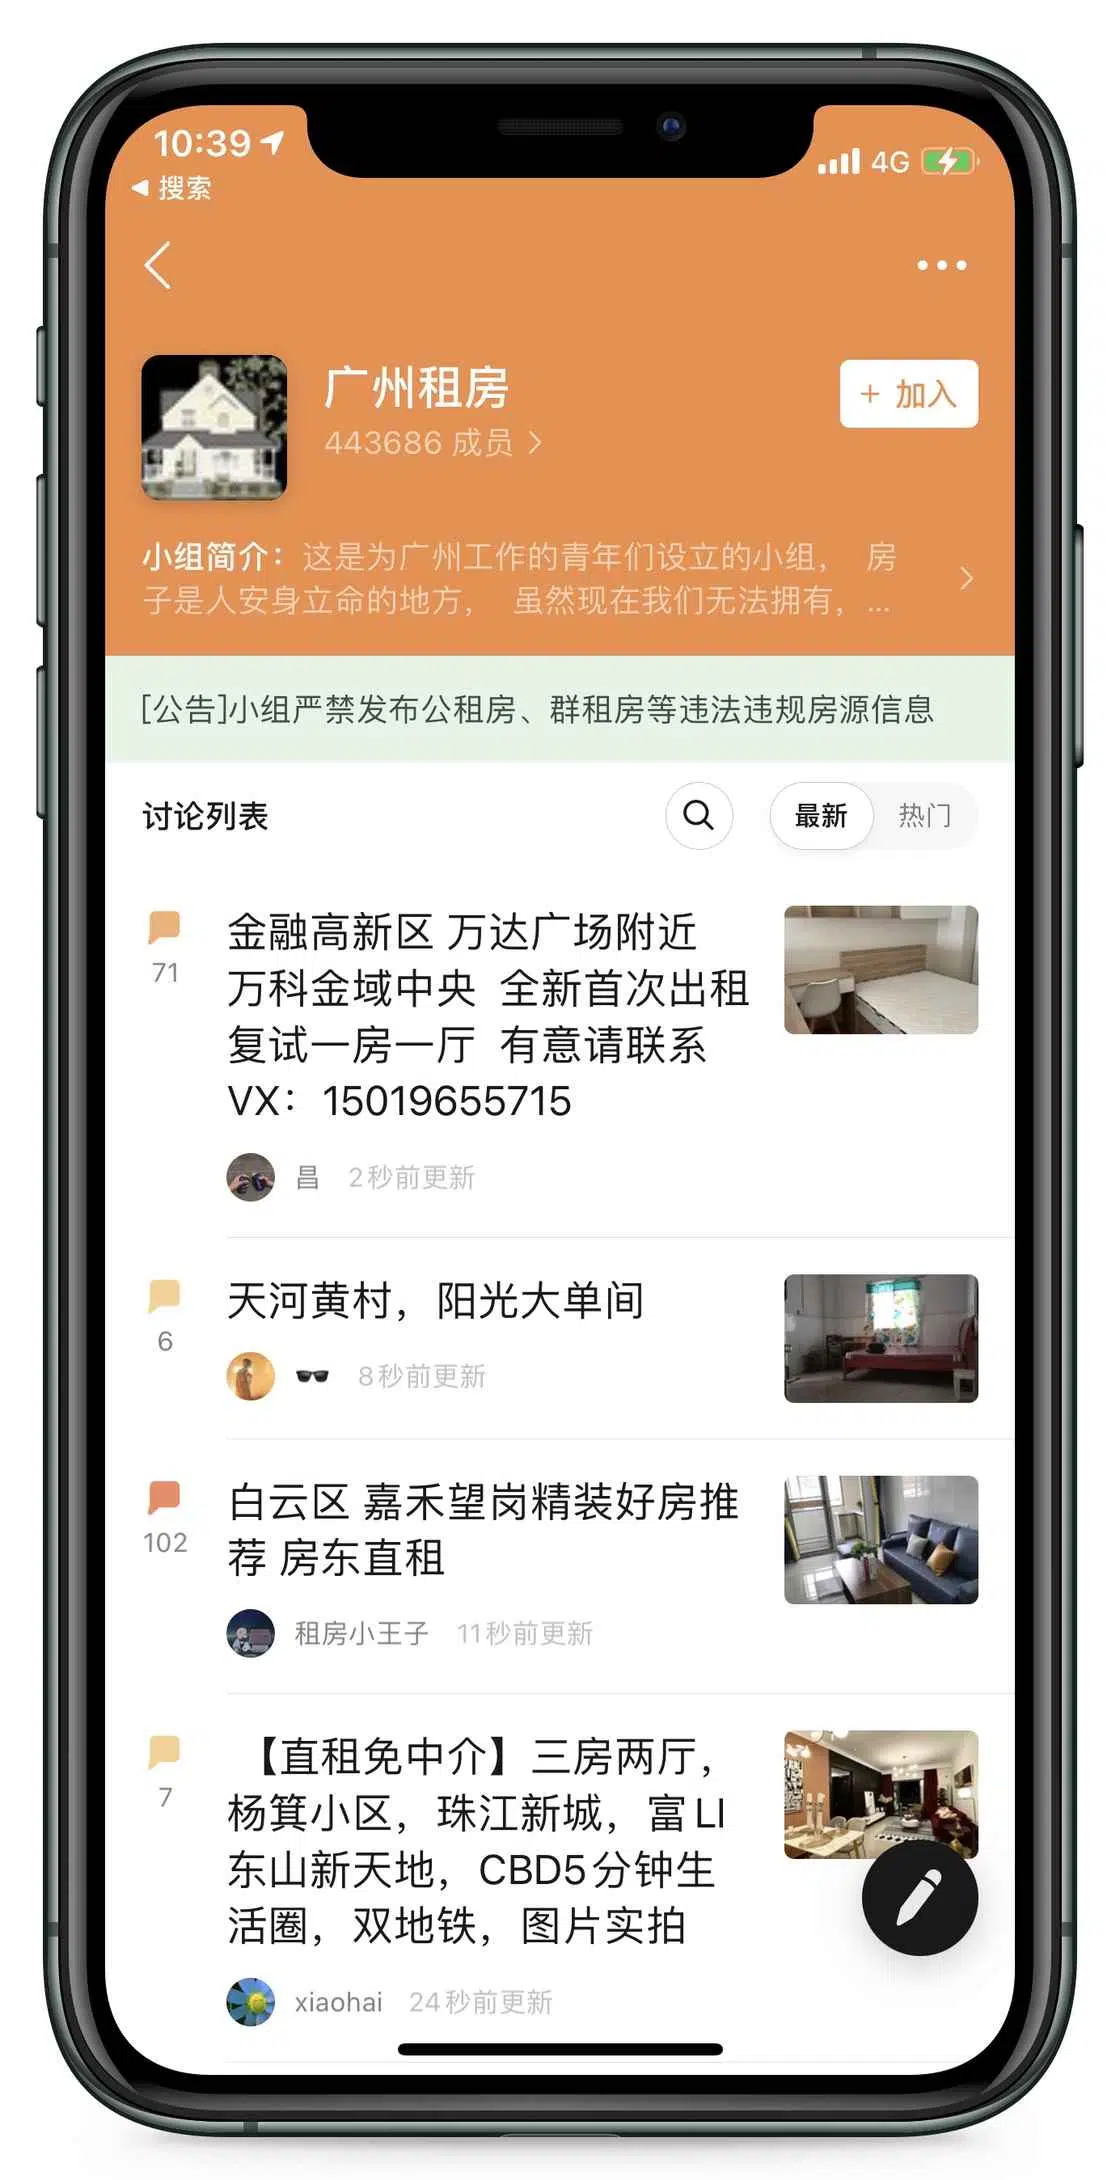 10:39
4G
搜索
广州租房
+ 加入
443686 成员
小组简介：这是为广州工作的青年们设立的小组， 房
子是人安身立命的地方， 虽然现在我们无法拥有，...
[公告]小组严禁发布公租房、群租房等违法违规房源信息
讨论列表
最新
热门
金融高新区 万达广场附近
万科金域中央 全新首次出租
复试一房一厅 有意请联系
VX：15019655715
71
昌 2秒前更新
天河黄村，阳光大单间
6
8秒前更新
白云区 嘉禾望岗精装好房推
荐 房东直租
102
租房小王子 11秒前更新
【直租免中介】三房两厅，
杨箕小区，珠江新城，富LI
东山新天地，CBD5分钟生
活圈，双地铁，图片实拍
7
xiaohai 24秒前更新